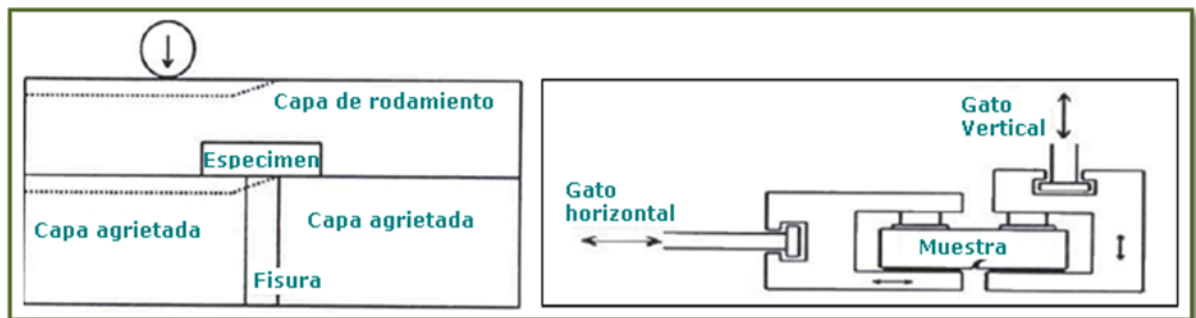 Capa de rodamiento
Especimen
Capa agrietada
Capa agrietada
Fisura
Gato
Vertical
Gato
horizontal
Muestra